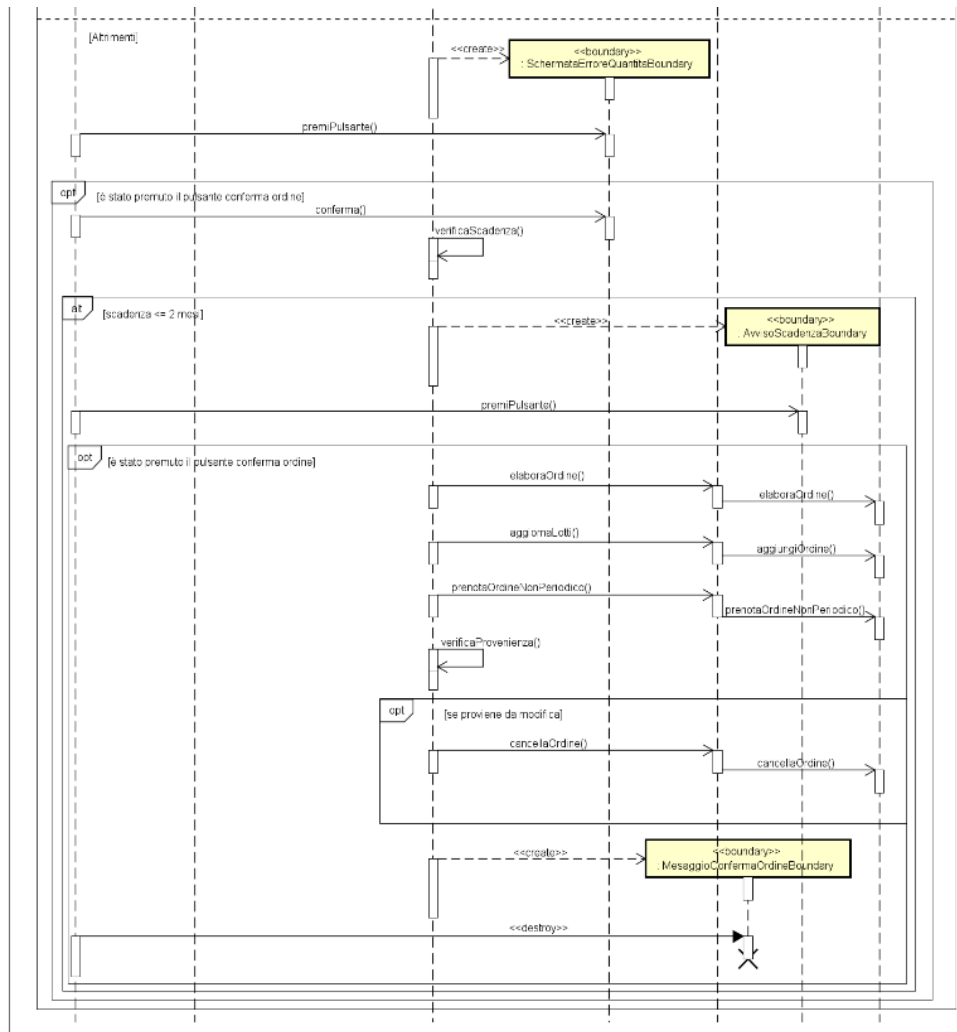 [Altrimenti]
<<create>>
<<boundary>>
: SchermataErroreQuantitaBoundary
premiPulsante()
opt
[è stato premuto il pulsante conferma ordine]
conferma()
verificaScadenza()
alt
[scadenza <= 2 mesi]
<<create>>
<<boundary>>
: AvvisoScadenzaBoundary
premiPulsante()
opt
[è stato premuto il pulsante conferma ordine]
elaboraOrdine()
elaboraOrdine()
aggiornaLotti()
aggiungiOrdine()
prenotaOrdineNonPeriodico()
prenotaOrdineNonPeriodico()
verificaProvenienza()
opt
[se proviene da modifica]
cancellaOrdine()
cancellaOrdine()
<<create>>
<<boundary>>
: MesaggioConfermaOrdineBoundary
<<destroy>>